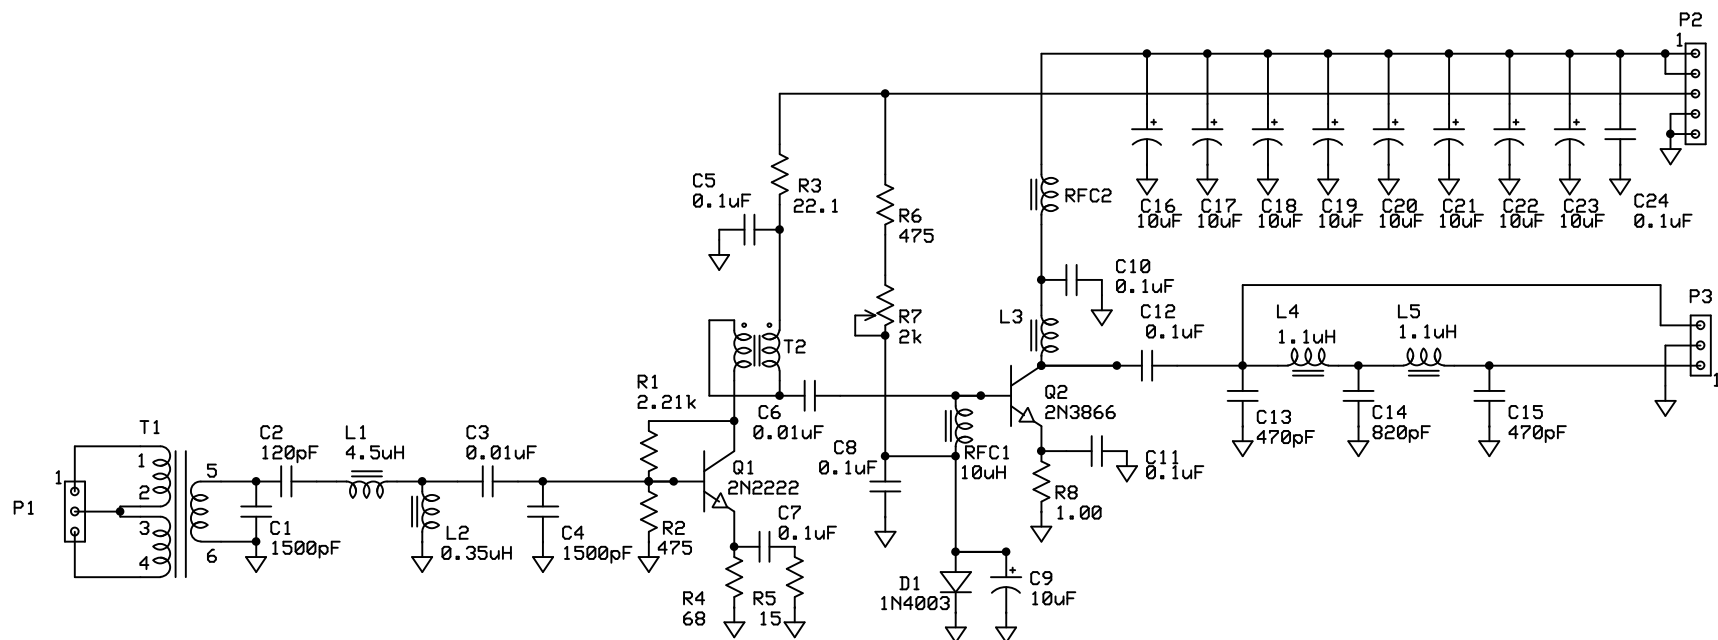 P2
1
C5
0.1uF
R3
22.1
R6
475
RFC2
C16
10uF
C17
10uF
C18
10uF
C19
10uF
C20
10uF
C21
10uF
C22
10uF
C23
10uF
C24
0.1uF
C10
0.1uF
R7
2k
L3
C12
0.1uF
L4
1.1uH
L5
1.1uH
P3
1
T2
R1
2.21k
C6
0.01uF
Q2
2N3866
C13
470pF
C14
820pF
C15
470pF
T1
1
2
3
4
5
6
P1
1
C2
120pF
L1
4.5uH
C3
0.01uF
C8
0.1uF
RFC1
10uH
C11
0.1uF
Q1
2N2222
R8
1.00
C1
1500pF
L2
0.35uH
C4
1500pF
R2
475
C7
0.1uF
R4
68
R5
15
D1
1N4003
C9
10uF